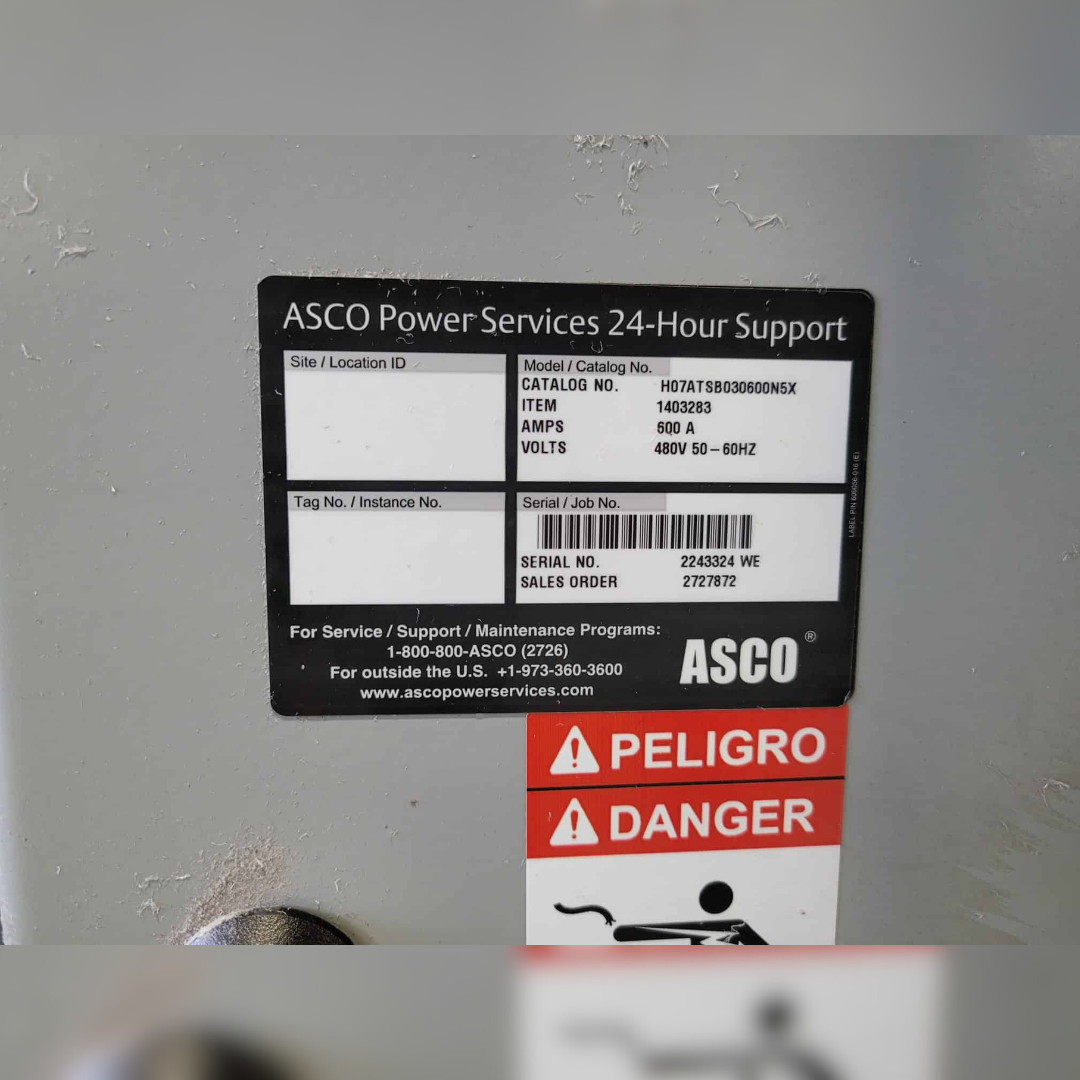 ASCO Power Services 24-Hour Support
Site / Location ID
Model / Catalog No.
CATALOG NO. H07ATSB030600N5X
ITEM 1403283
AMPS 600 A
VOLTS 480V 50-60HZ
Tag No. / Instance No.
Serial / Job No.
SERIAL NO. 2243324 WE
SALES ORDER 2727872
LABEL P/N 600056-016 (E)
For Service / Support / Maintenance Programs:
1-800-800-ASCO (2726)
For outside the U.S. +1-973-360-3600
www.ascopowerservices.com
ASCO®
PELIGRO
DANGER